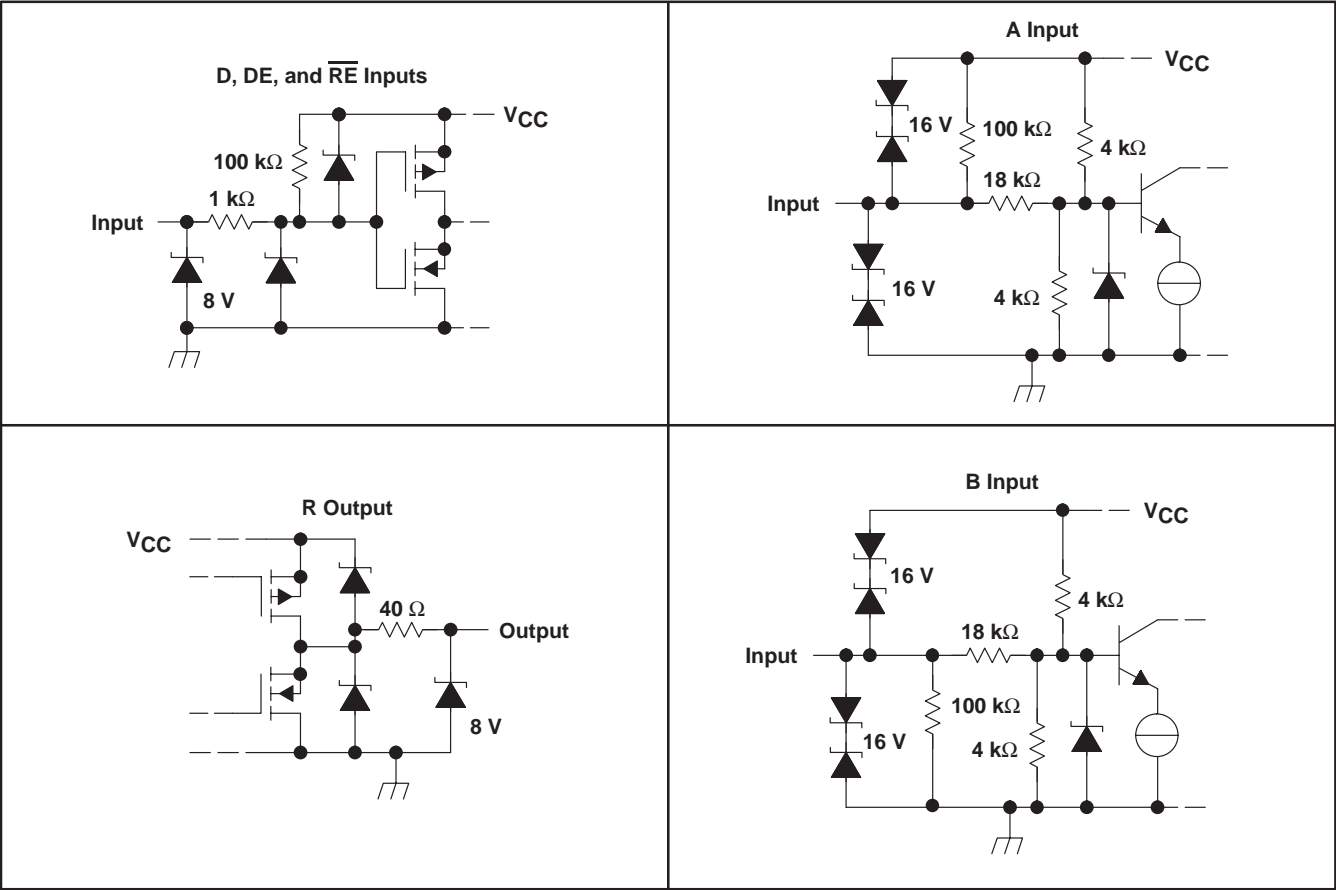 D, DE, and RE Inputs
VCC
100 kΩ
1 kΩ
Input
8 V
A Input
VCC
16 V
100 kΩ
4 kΩ
18 kΩ
Input
16 V
4 kΩ
R Output
VCC
40 Ω
Output
8 V
B Input
VCC
16 V
4 kΩ
18 kΩ
Input
100 kΩ
16 V
4 kΩ